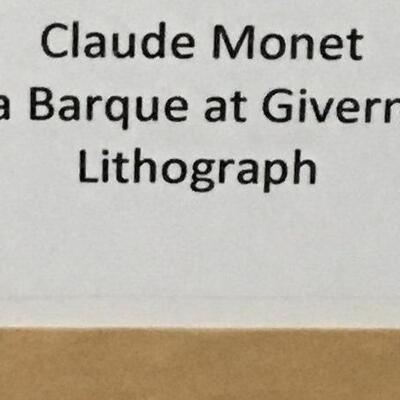 Claude Monet
a Barque at Givern
Lithograph